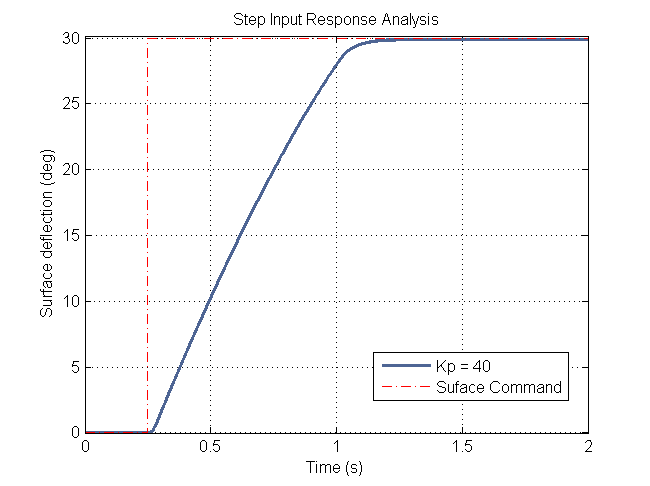 Step Input Response Analysis
30
25
20
15
10
5
0
Surface deflection (deg)
Kp = 40
Suface Command
0 0.5 1 1.5 2
Time (s)